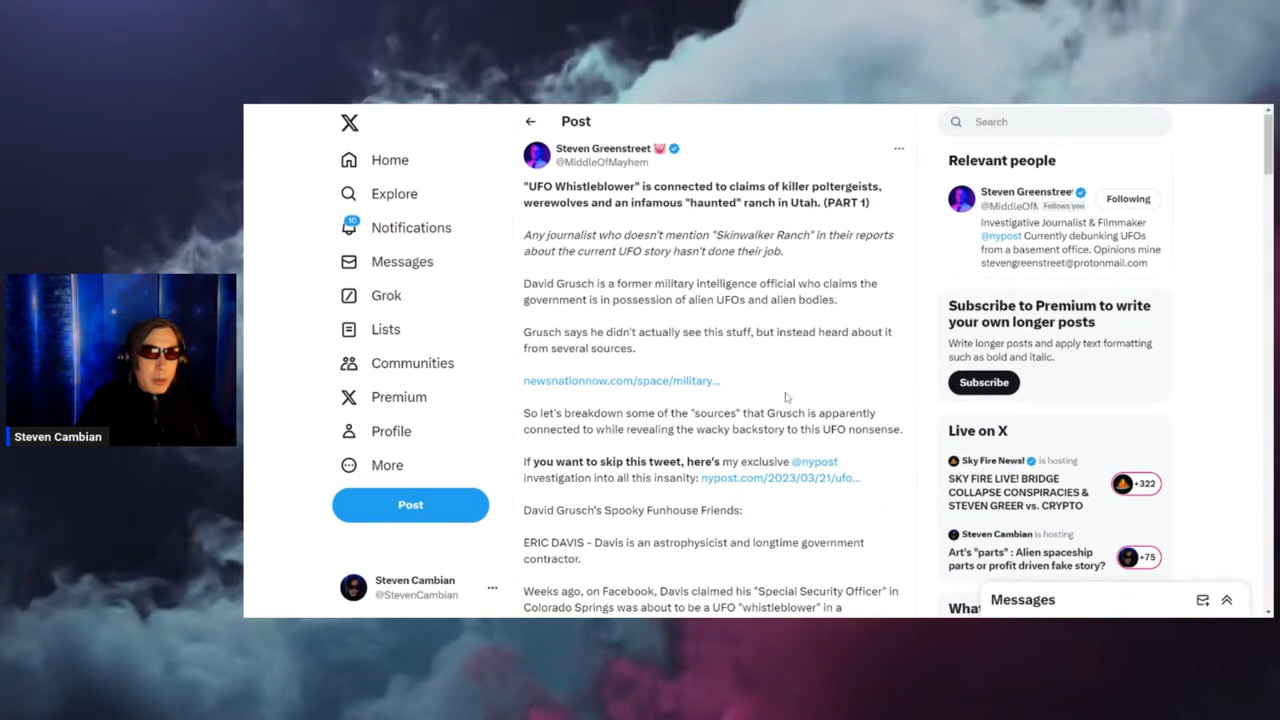 X
Home
Explore
10
Notifications
Messages
Grok
Lists
Communities
Premium
Profile
More
Post
Steven Cambian
@StevenCambian
Post
Steven Greenstreet
@MiddleOfMayhem
"UFO Whistleblower" is connected to claims of killer poltergeists,
werewolves and an infamous "haunted" ranch in Utah. (PART 1)
Any journalist who doesn't mention "Skinwalker Ranch" in their reports
about the current UFO story hasn't done their job.
David Grusch is a former military intelligence official who claims the
government is in possession of alien UFOs and alien bodies.
Grusch says he didn't actually see this stuff, but instead heard about it
from several sources.
newsnationnow.com/space/military...
So let's breakdown some of the "sources" that Grusch is apparently
connected to while revealing the wacky backstory to this UFO nonsense.
If you want to skip this tweet, here's my exclusive @nypost
investigation into all this insanity: nypost.com/2023/03/21/ufo...
David Grusch's Spooky Funhouse Friends:
ERIC DAVIS - Davis is an astrophysicist and longtime government
contractor.
Weeks ago, on Facebook, Davis claimed his "Special Security Officer" in
Colorado Springs was about to be a UFO "whistleblower" in a
Search
Relevant people
Steven Greenstree
@MiddleOfM Follows you
Following
Investigative Journalist & Filmmaker
@nypost Currently debunking UFOs
from a basement office. Opinions mine
stevengreenstreet@protonmail.com
Subscribe to Premium to write
your own longer posts
Write longer posts and apply text formatting
such as bold and italic.
Subscribe
Live on X
Sky Fire News! is hosting
SKY FIRE LIVE! BRIDGE
COLLAPSE CONSPIRACIES &
STEVEN GREER vs. CRYPTO
+322
Steven Cambian is hosting
Art's "parts" : Alien spaceship
parts or profit driven fake story?
+75
What
Messages
Steven Cambian